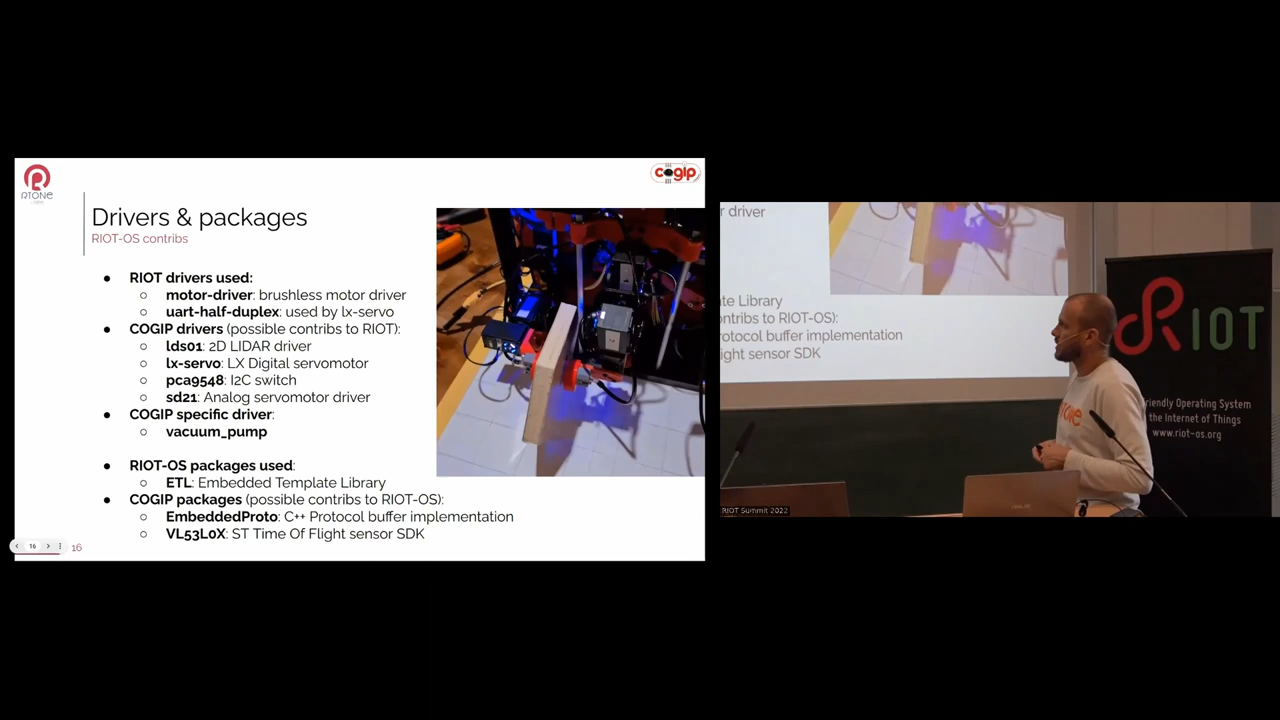 RTONE
cogip
Drivers & packages
RIOT-OS contribs
● RIOT drivers used:
○ motor-driver: brushless motor driver
○ uart-half-duplex: used by lx-servo
● COGIP drivers (possible contribs to RIOT):
○ lds01: 2D LIDAR driver
○ lx-servo: LX Digital servomotor
○ pca9548: I2C switch
○ sd21: Analog servomotor driver
● COGIP specific driver:
○ vacuum_pump
● RIOT-OS packages used:
○ ETL: Embedded Template Library
● COGIP packages (possible contribs to RIOT-OS):
○ EmbeddedProto: C++ Protocol buffer implementation
○ VL53L0X: ST Time Of Flight sensor SDK
16
16
r driver
te Library
ontribs to RIOT-OS):
otocol buffer implementation
light sensor SDK
RIOT
riendly Operating System
the Internet of Things
www.riot-os.org
RIOT Summit 2022